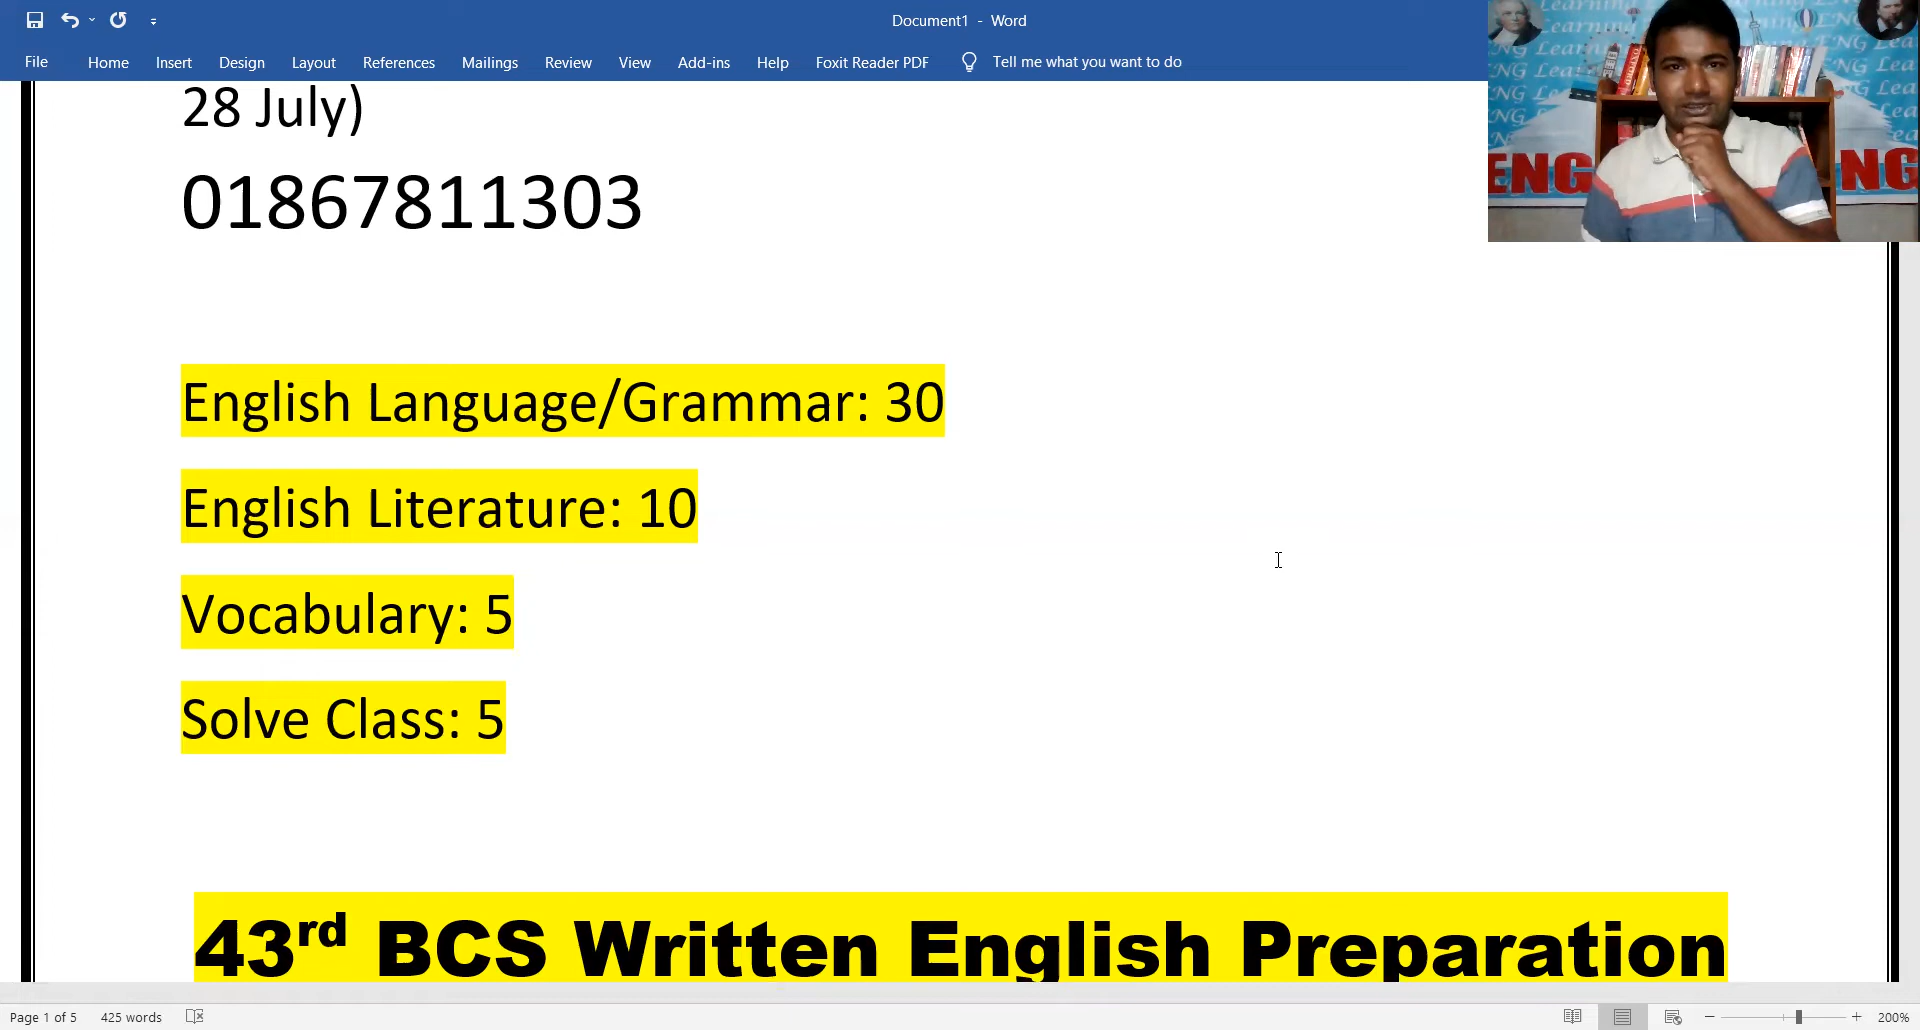 Document1 - Word
File Home Insert Design Layout References Mailings Review View Add-ins Help Foxit Reader PDF Tell me what you want to do
28 July)
01867811303
English Language/Grammar: 30
English Literature: 10
Vocabulary: 5
Solve Class: 5
43rd BCS Written English Preparation
Page 1 of 5 425 words 200%
ENG NG